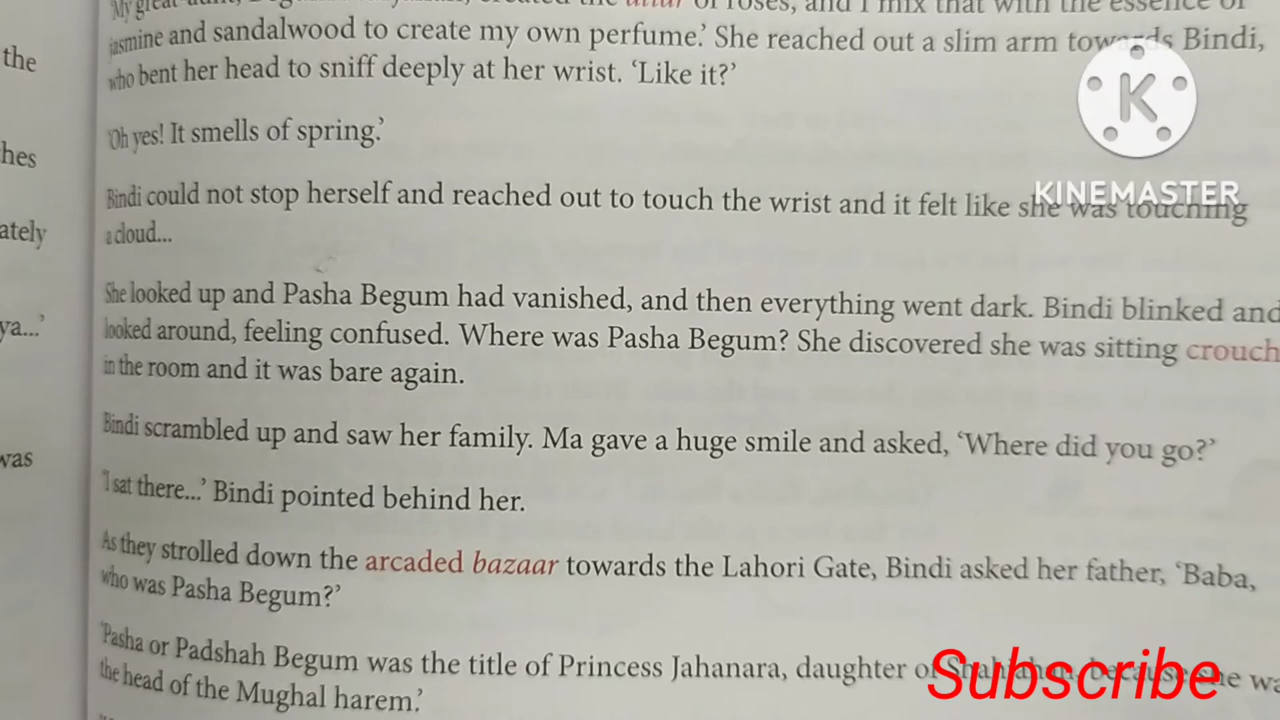 the
hes
ately
ya...’
was
My great-aunt, of roses, and I mix that with the essence of
jasmine and sandalwood to create my own perfume.’ She reached out a slim arm towards Bindi,
who bent her head to sniff deeply at her wrist. ‘Like it?’
‘Oh yes! It smells of spring.’
Bindi could not stop herself and reached out to touch the wrist and it felt like she was touching
a cloud...
She looked up and Pasha Begum had vanished, and then everything went dark. Bindi blinked and
looked around, feeling confused. Where was Pasha Begum? She discovered she was sitting crouch
in the room and it was bare again.
Bindi scrambled up and saw her family. Ma gave a huge smile and asked, ‘Where did you go?’
‘I sat there...’ Bindi pointed behind her.
As they strolled down the arcaded bazaar towards the Lahori Gate, Bindi asked her father, ‘Baba,
who was Pasha Begum?’
‘Pasha or Padshah Begum was the title of Princess Jahanara, daughter of Shahjahan, because she wa
the head of the Mughal harem.’
K
KINEMASTER
Subscribe